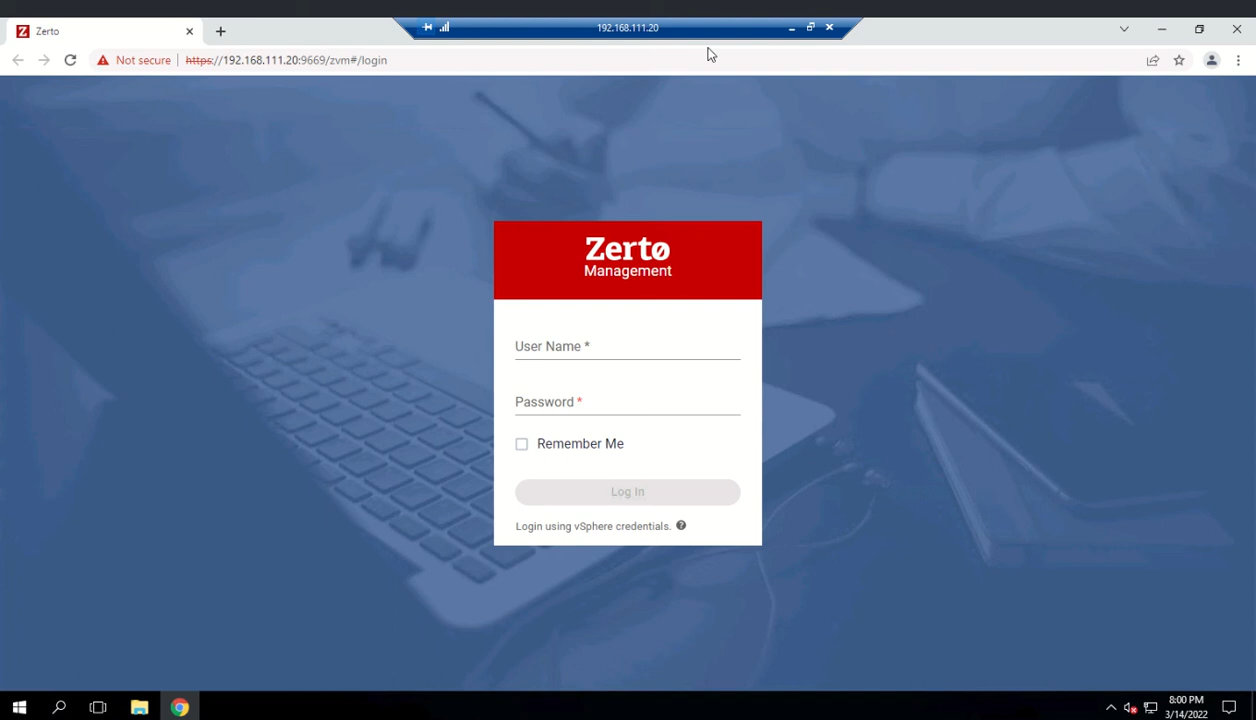 Zerto
192.168.111.20
Not secure
https://192.168.111.20:9669/zvm#/login
Zertø
Management
User Name *
Password *
Remember Me
Log In
Login using vSphere credentials.
8:00 PM
3/14/2022